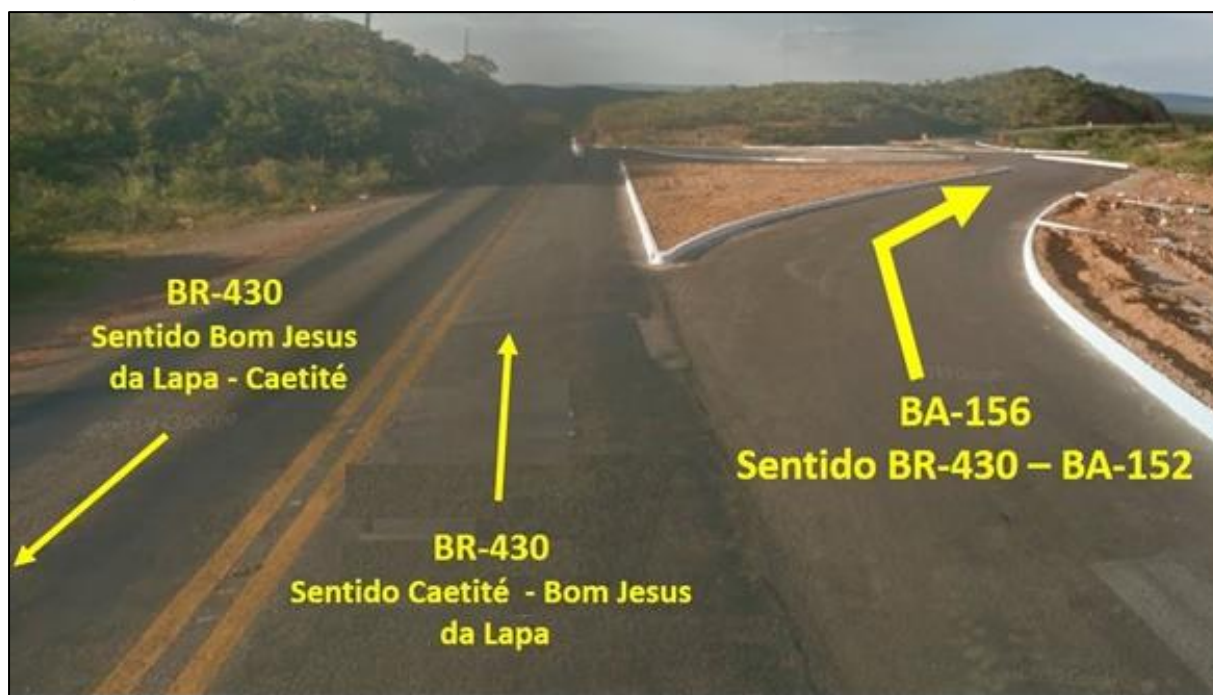 BR-430
Sentido Bom Jesus
da Lapa - Caetité
BA-156
Sentido BR-430 – BA-152
BR-430
Sentido Caetité - Bom Jesus
da Lapa